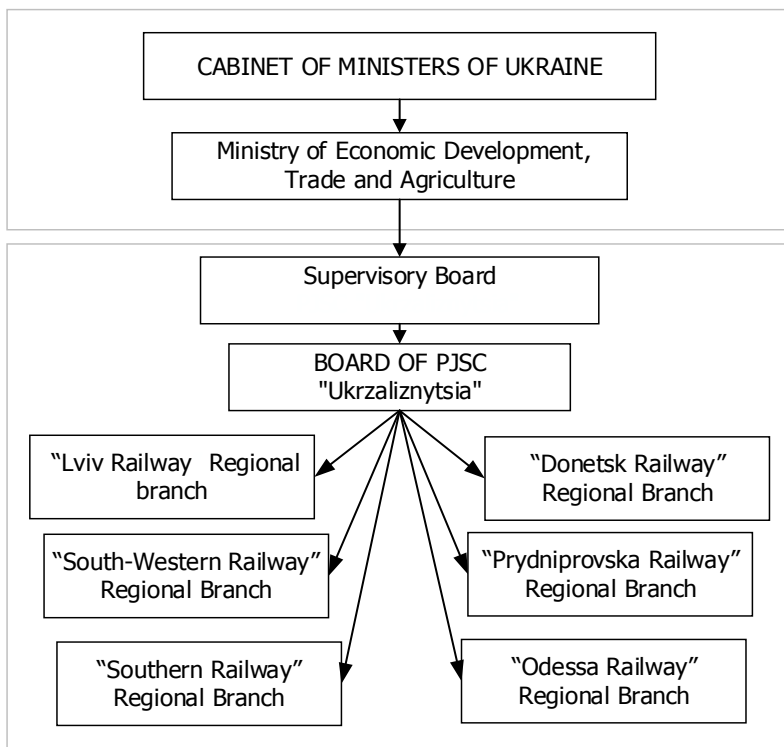 CABINET OF MINISTERS OF UKRAINE
Ministry of Economic Development,
Trade and Agriculture
Supervisory Board
BOARD OF PJSC
"Ukrzaliznytsia"
“Lviv Railway Regional
branch
“Donetsk Railway”
Regional Branch
“South-Western Railway”
Regional Branch
“Prydniprovska Railway”
Regional Branch
“Southern Railway”
Regional Branch
“Odessa Railway”
Regional Branch